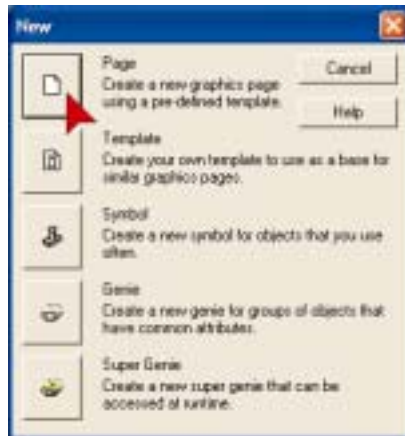 New
Page
Cancel
Create a new graphics page
using a pre-defined template.
Help
Template
Create your own template to use as a base for
similar graphics pages.
Symbol
Create a new symbol for objects that you use
often.
Genie
Create a new genie for groups of objects that
have common attributes.
Super Genie
Create a new super genie that can be
accessed at runtime.